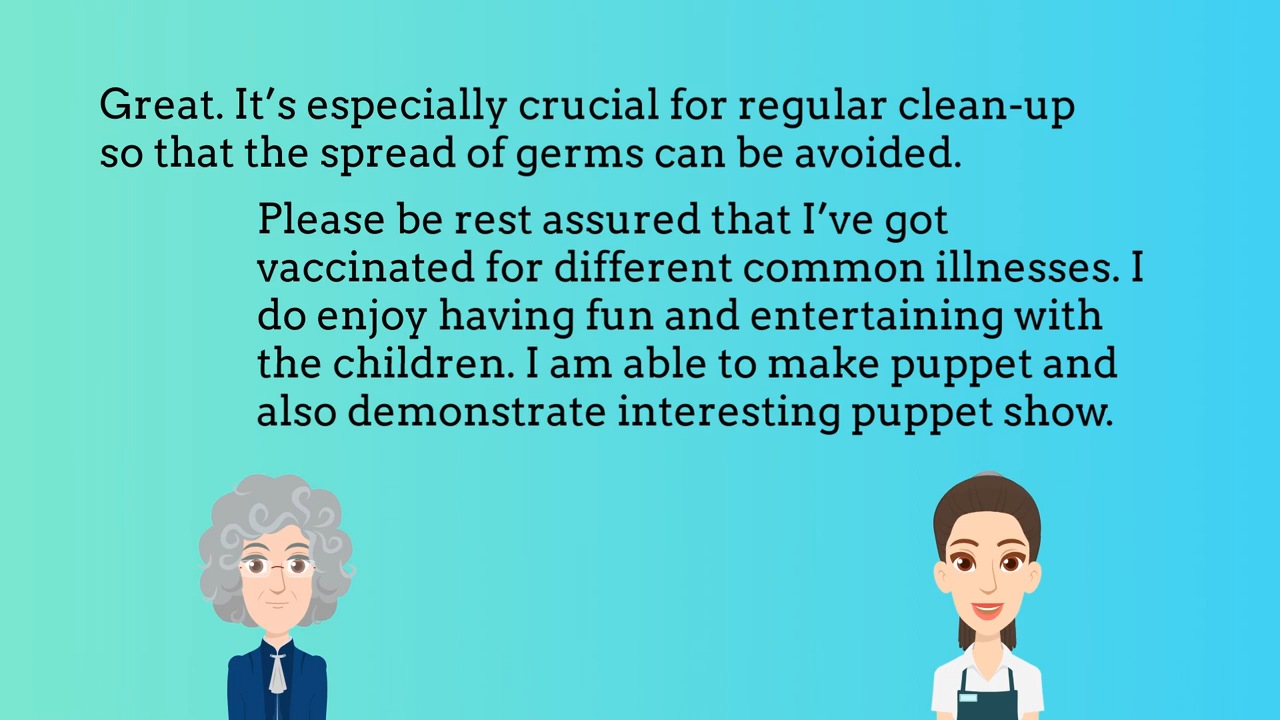 Great. It’s especially crucial for regular clean-up
so that the spread of germs can be avoided.
Please be rest assured that I’ve got
vaccinated for different common illnesses. I
do enjoy having fun and entertaining with
the children. I am able to make puppet and
also demonstrate interesting puppet show.